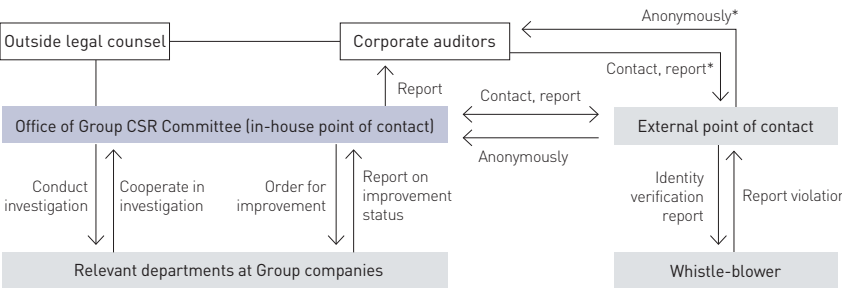 Anonymously*
Outside legal counsel
Corporate auditors
Contact, report*
Report
Contact, report
Office of Group CSR Committee (in-house point of contact)
External point of contact
Anonymously
Conduct
investigation
Cooperate in
investigation
Order for
improvement
Report on
improvement
status
Identity
verification
report
Report violation
Relevant departments at Group companies
Whistle-blower